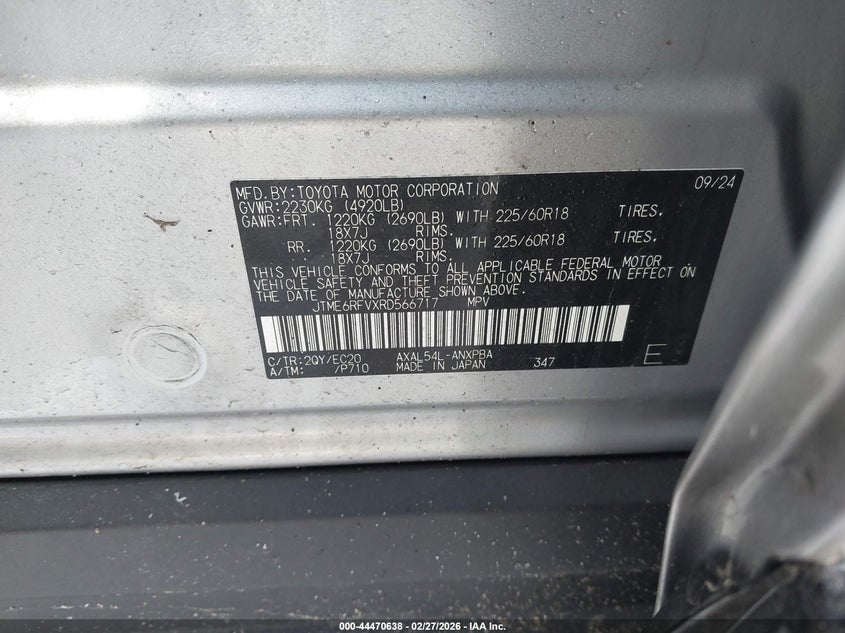 MFD.BY:TOYOTA MOTOR CORPORATION 09/24
GVWR:2230KG (4920LB)
GAWR:FRT. 1220KG (2690LB) WITH 225/60R18 TIRES,
18X7J RIMS.
RR. 1220KG (2690LB) WITH 225/60R18 TIRES,
18X7J RIMS.
THIS VEHICLE CONFORMS TO ALL APPLICABLE FEDERAL MOTOR
VEHICLE SAFETY AND THEFT PREVENTION STANDARDS IN EFFECT ON
THE DATE OF MANUFACTURE SHOWN ABOVE.
JTME6RFVXRD566717 MPV
C/TR:2QY/EC20 AXAL54L-ANXPBA
A/TM: /P710 MADE IN JAPAN 347 E
000-44470638 - 02/27/2026 - IAA Inc.